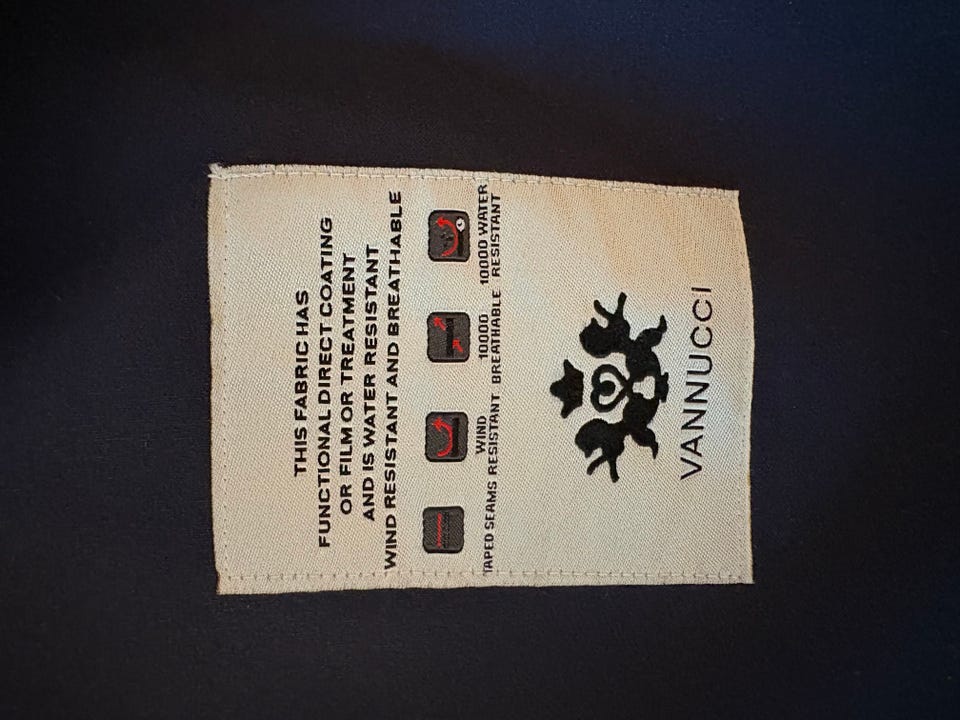 THIS FABRIC HAS
FUNCTIONAL DIRECT COATING
OR FILM OR TREATMENT
AND IS WATER RESISTANT
WIND RESISTANT AND BREATHABLE
TAPED SEAMS
WIND
RESISTANT
10000
BREATHABLE
10000 WATER
RESISTANT
VANNUCCI